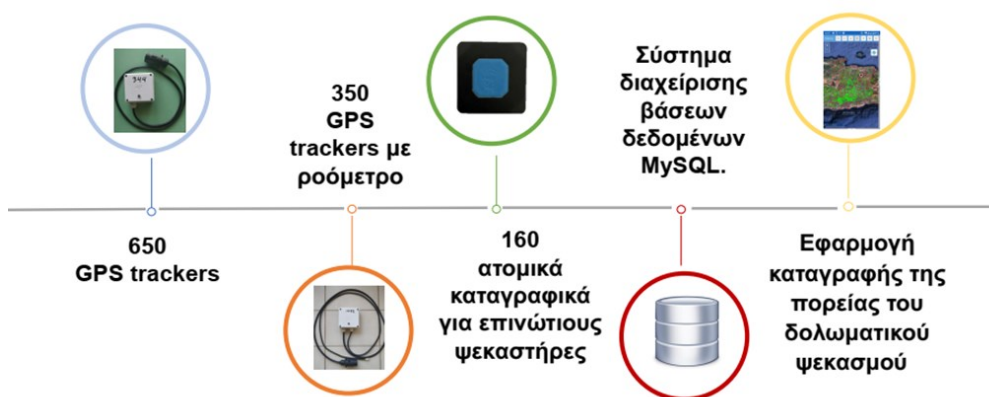 650
GPS trackers
350
GPS
trackers με
ροόμετρο
160
ατομικά
καταγραφικά
για επινώτιους
ψεκαστήρες
Σύστημα
διαχείρισης
βάσεων
δεδομένων
MySQL.
Εφαρμογή
καταγραφής της
πορείας του
δολωματικού
ψεκασμού